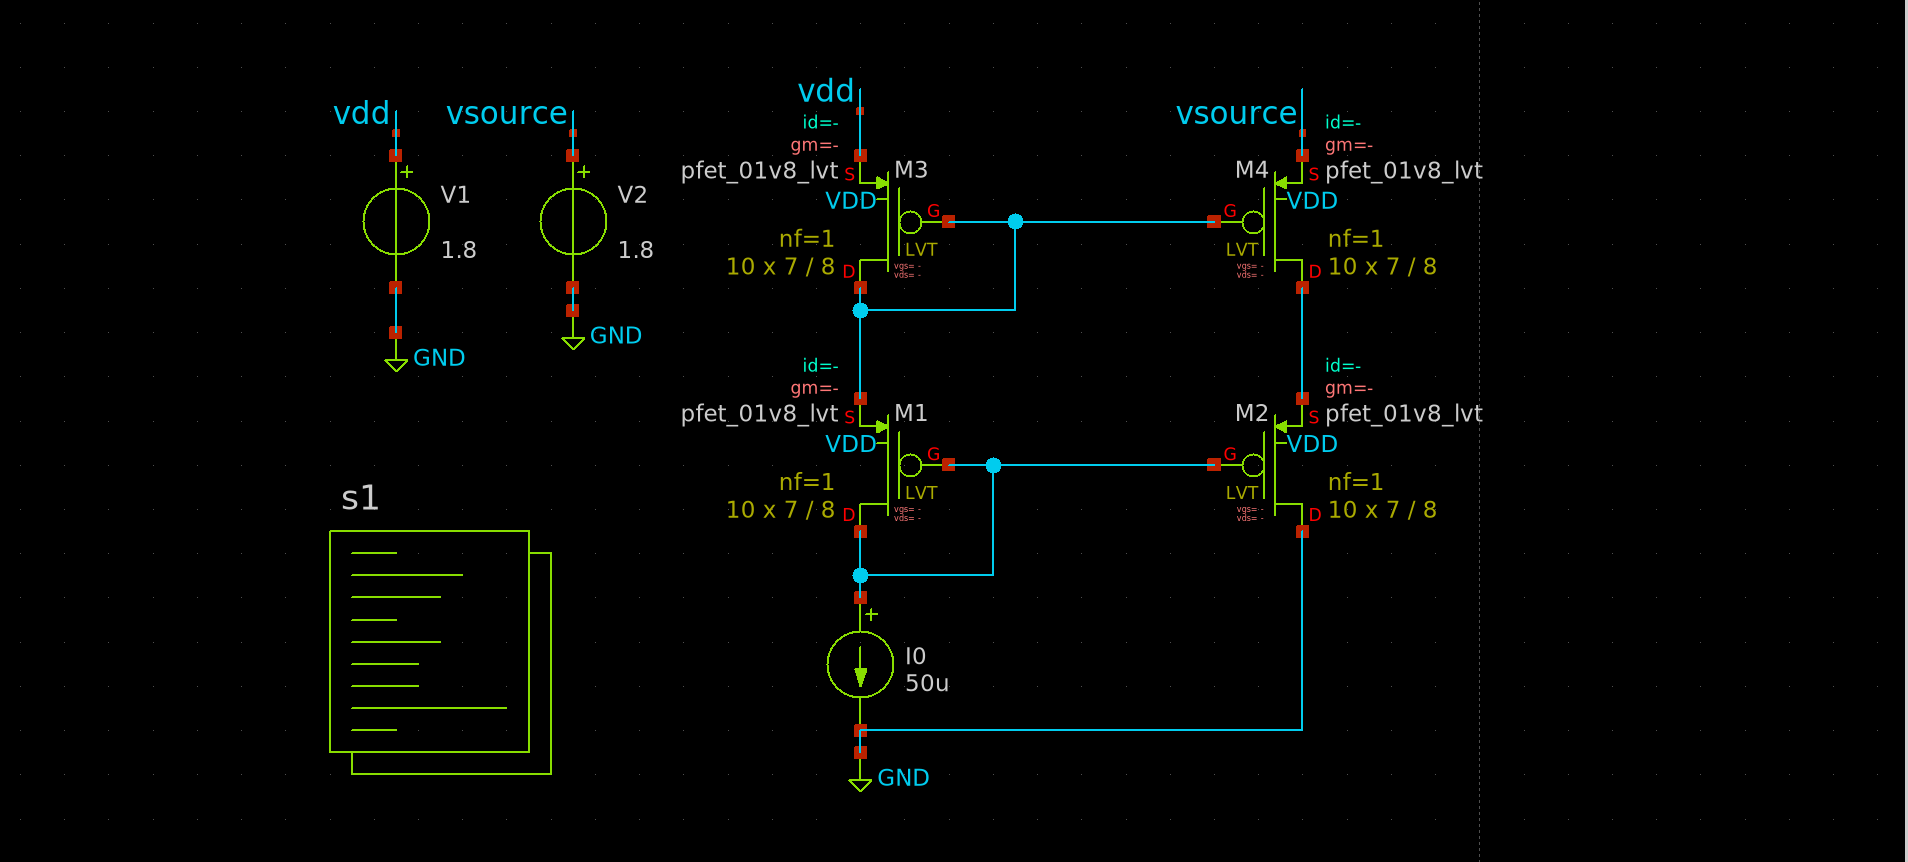 vdd
vsource
+
V1
1.8
GND
+
V2
1.8
GND
s1
vdd
id=-
gm=-
pfet_01v8_lvt
S
M3
VDD
G
nf=1
LVT
10 x 7 / 8
D
vgs= -
vds= -
vsource
id=-
gm=-
M4
S
pfet_01v8_lvt
VDD
G
LVT
nf=1
vgs= -
vds= -
D
10 x 7 / 8
id=-
gm=-
pfet_01v8_lvt
S
M1
VDD
G
nf=1
LVT
10 x 7 / 8
D
vgs= -
vds= -
id=-
gm=-
M2
S
pfet_01v8_lvt
VDD
G
LVT
nf=1
vgs= -
vds= -
D
10 x 7 / 8
+
I0
50u
GND